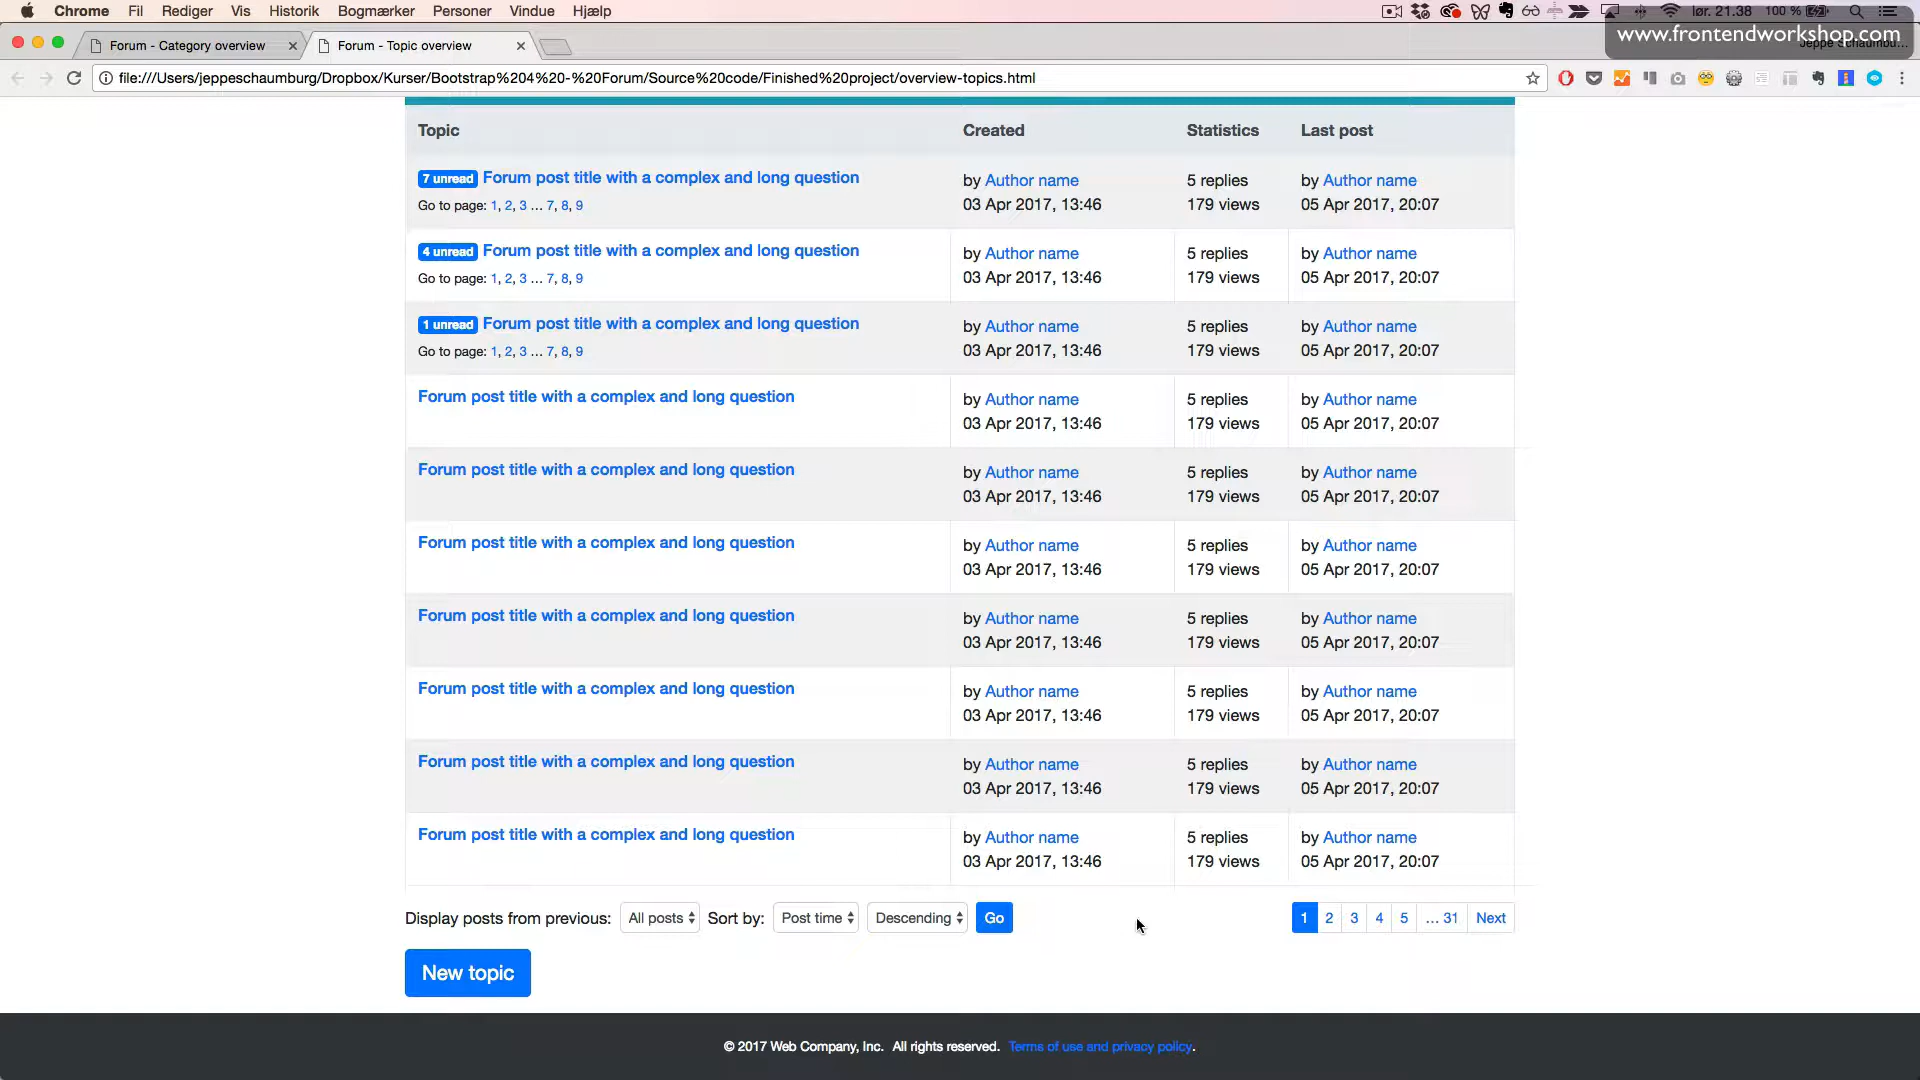 Chrome Fil Rediger Vis Historik Bogmærker Personer Vindue Hjælp lør. 21.38 100 %
www.frontendworkshop.com
Forum - Category overview Forum - Topic overview
file:///Users/jeppeschaumburg/Dropbox/Kurser/Bootstrap%204%20-%20Forum/Source%20code/Finished%20project/overview-topics.html
Topic Created Statistics Last post
7 unread Forum post title with a complex and long question by Author name 5 replies by Author name
Go to page: 1, 2, 3 ... 7, 8, 9 03 Apr 2017, 13:46 179 views 05 Apr 2017, 20:07
4 unread Forum post title with a complex and long question by Author name 5 replies by Author name
Go to page: 1, 2, 3 ... 7, 8, 9 03 Apr 2017, 13:46 179 views 05 Apr 2017, 20:07
1 unread Forum post title with a complex and long question by Author name 5 replies by Author name
Go to page: 1, 2, 3 ... 7, 8, 9 03 Apr 2017, 13:46 179 views 05 Apr 2017, 20:07
Forum post title with a complex and long question by Author name 5 replies by Author name
03 Apr 2017, 13:46 179 views 05 Apr 2017, 20:07
Forum post title with a complex and long question by Author name 5 replies by Author name
03 Apr 2017, 13:46 179 views 05 Apr 2017, 20:07
Forum post title with a complex and long question by Author name 5 replies by Author name
03 Apr 2017, 13:46 179 views 05 Apr 2017, 20:07
Forum post title with a complex and long question by Author name 5 replies by Author name
03 Apr 2017, 13:46 179 views 05 Apr 2017, 20:07
Forum post title with a complex and long question by Author name 5 replies by Author name
03 Apr 2017, 13:46 179 views 05 Apr 2017, 20:07
Forum post title with a complex and long question by Author name 5 replies by Author name
03 Apr 2017, 13:46 179 views 05 Apr 2017, 20:07
Forum post title with a complex and long question by Author name 5 replies by Author name
03 Apr 2017, 13:46 179 views 05 Apr 2017, 20:07
Display posts from previous: All posts Sort by: Post time Descending Go 1 2 3 4 5 ... 31 Next
New topic
© 2017 Web Company, Inc. All rights reserved. Terms of use and privacy policy.